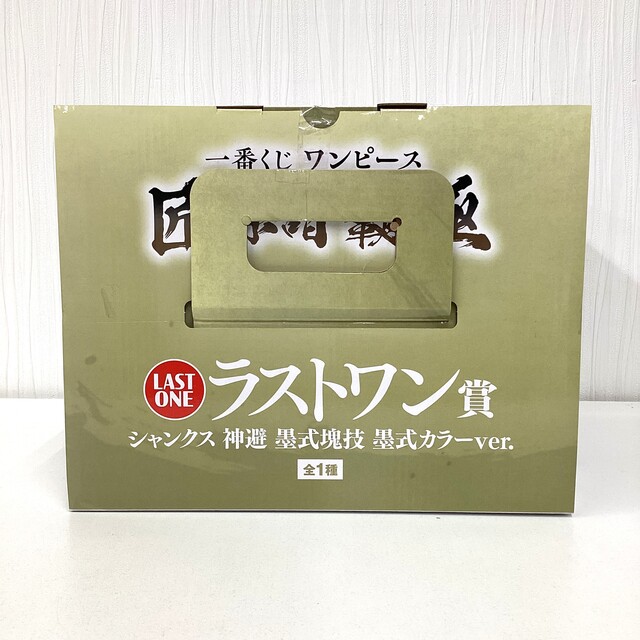 一番くじ ワンピース
匠
LAST
ONE
ラストワン賞
シャンクス 神避 墨式塊技 墨式カラーver.
全1種